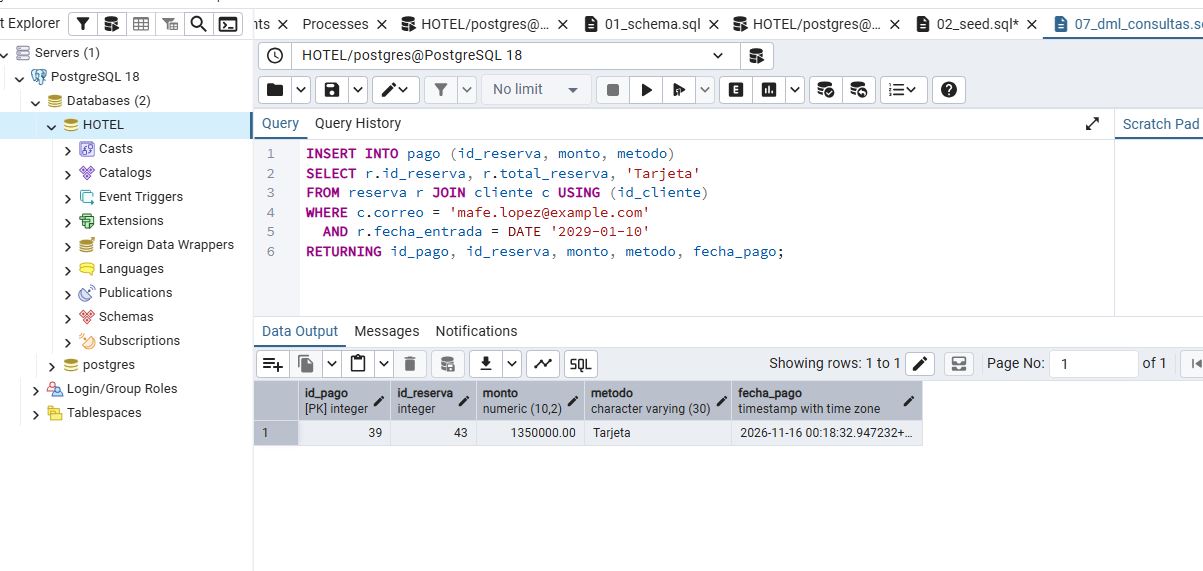 t Explorer
nts
Processes
HOTEL/postgres@...
01_schema.sql
HOTEL/postgres@...
02_seed.sql*
07_dml_consultas.s
Servers (1)
PostgreSQL 18
Databases (2)
HOTEL
Casts
Catalogs
Event Triggers
Extensions
Foreign Data Wrappers
Languages
Publications
Schemas
Subscriptions
postgres
Login/Group Roles
Tablespaces
HOTEL/postgres@PostgreSQL 18
No limit
E
Query
Query History
Scratch Pad
1 INSERT INTO pago (id_reserva, monto, metodo)
2 SELECT r.id_reserva, r.total_reserva, 'Tarjeta'
3 FROM reserva r JOIN cliente c USING (id_cliente)
4 WHERE c.correo = 'mafe.lopez@example.com'
5 AND r.fecha_entrada = DATE '2029-01-10'
6 RETURNING id_pago, id_reserva, monto, metodo, fecha_pago;
Data Output
Messages
Notifications
SQL
Showing rows: 1 to 1
Page No:
1
of 1
id_pago
[PK] integer
id_reserva
integer
monto
numeric (10,2)
metodo
character varying (30)
fecha_pago
timestamp with time zone
1 39 43 1350000.00 Tarjeta 2026-11-16 00:18:32.947232+...